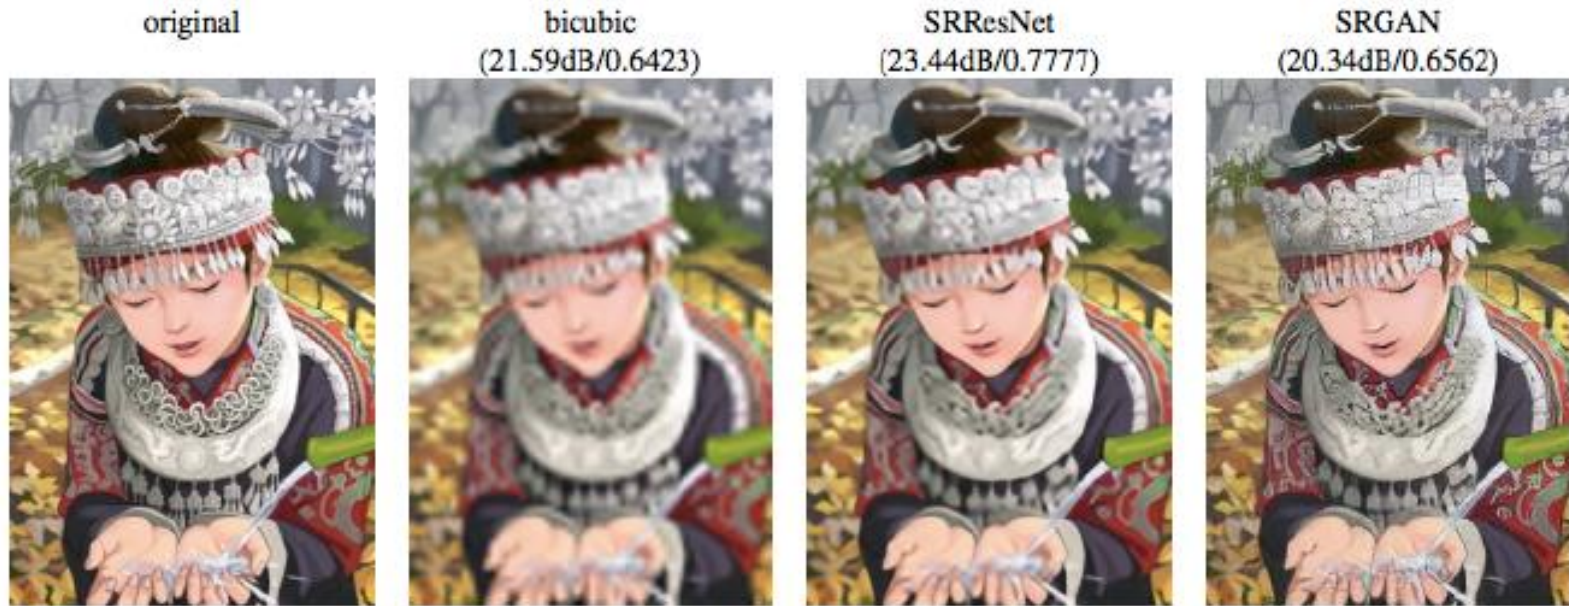 original
bicubic
(21.59dB/0.6423)
SRResNet
(23.44dB/0.7777)
SRGAN
(20.34dB/0.6562)